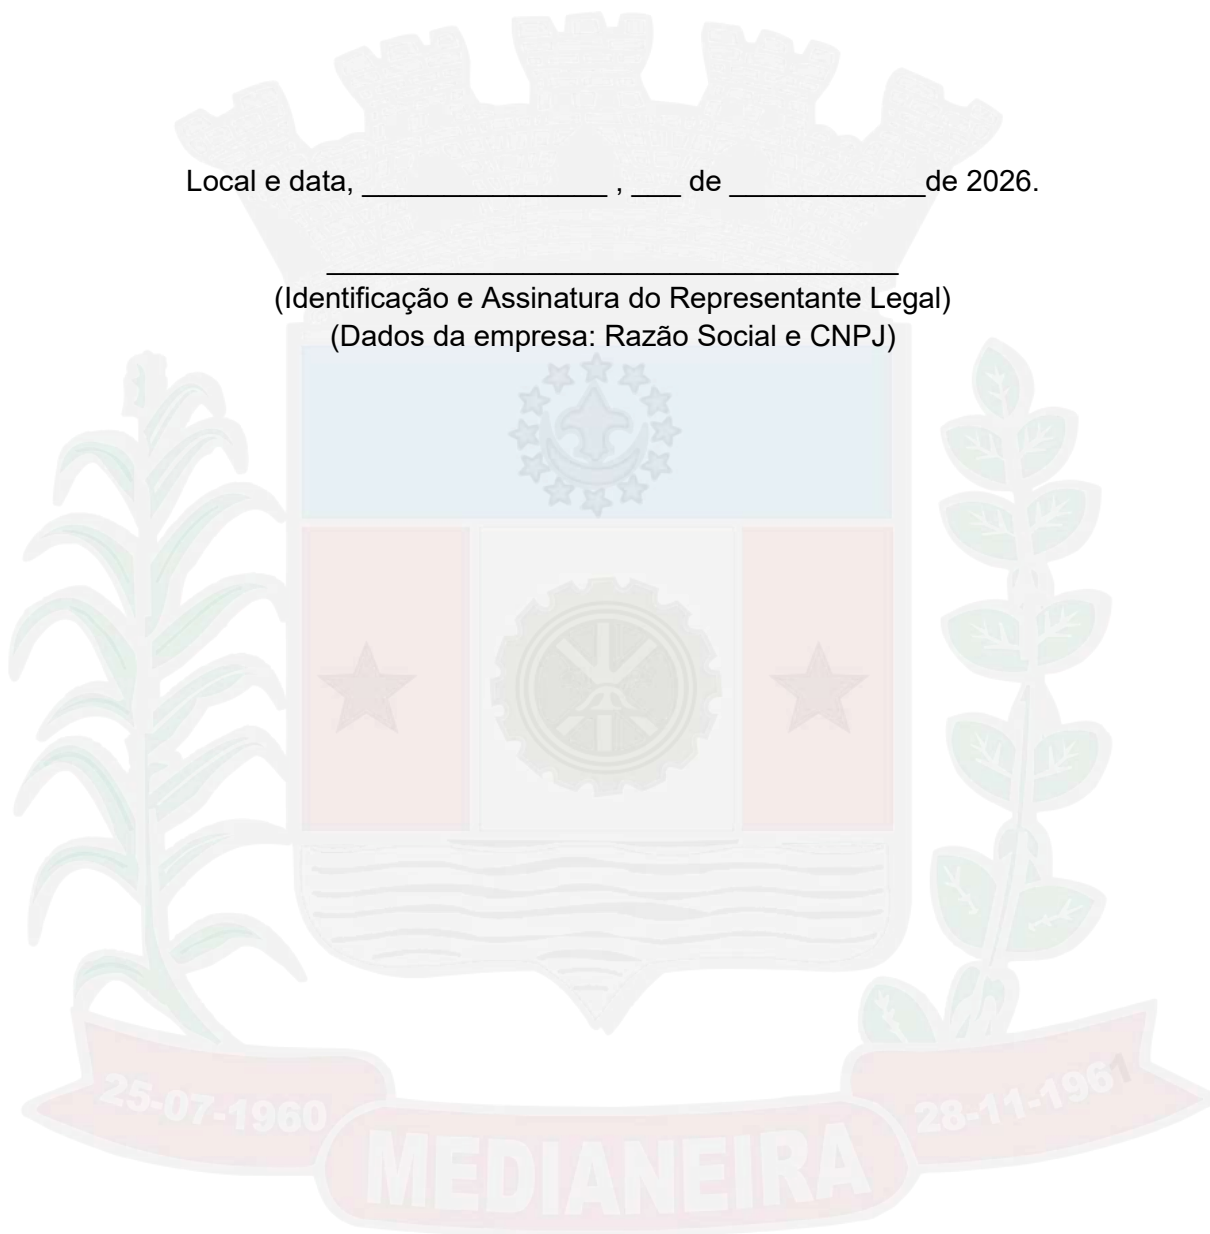 Local e data, _______________ , ___ de ____________de 2026.
___________________________________
(Identificação e Assinatura do Representante Legal)
(Dados da empresa: Razão Social e CNPJ)
25-07-1960
28-11-1961
MEDIANEIRA